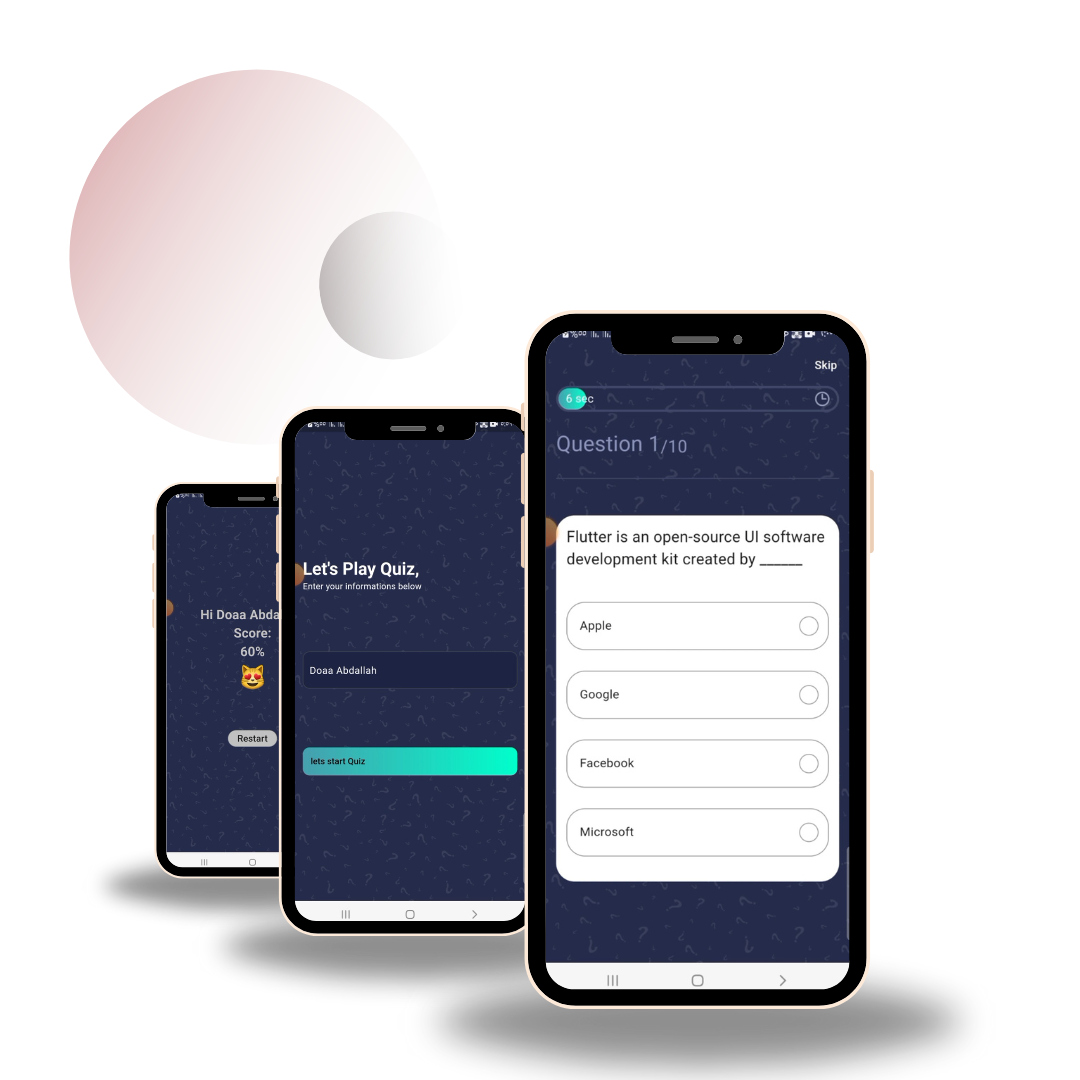 Hi Doaa Abda
Score:
60%
Restart
Let's Play Quiz,
Enter your informations below
Doaa Abdallah
lets start Quiz
Skip
6 sec
Question 1/10
Flutter is an open-source UI software
development kit created by ______
Apple
Google
Facebook
Microsoft